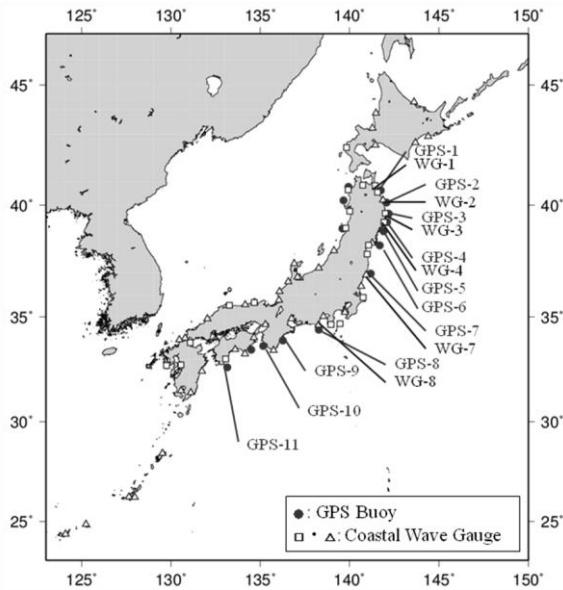 125° 130° 135° 140° 145° 150°
45° 45°
GPS-1
WG-1
GPS-2
40° WG-2 40°
GPS-3
WG-3
GPS-4
WG-4
GPS-5
GPS-6
35° GPS-7 35°
WG-7
GPS-8
GPS-9 WG-8
GPS-10
30° 30°
GPS-11
● : GPS Buoy
25° □ · △ : Coastal Wave Gauge 25°
125° 130° 135° 140° 145° 150°